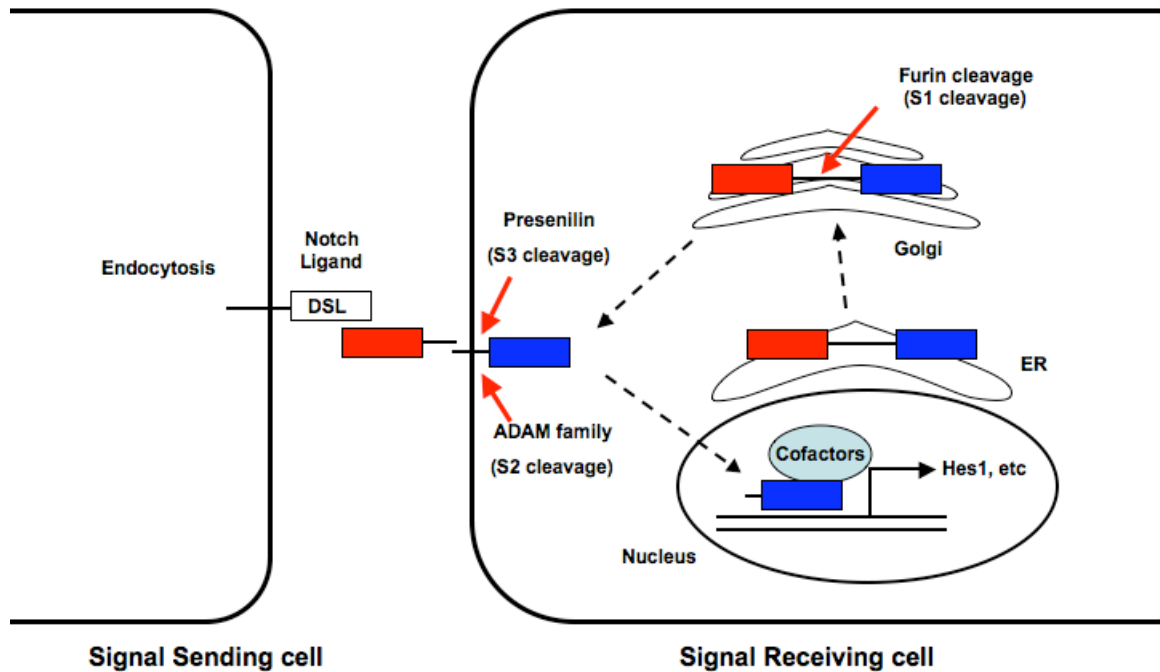 Furin cleavage
(S1 cleavage)
Presenilin
(S3 cleavage)
Golgi
Notch
Ligand
Endocytosis
DSL
ER
ADAM family
(S2 cleavage)
Cofactors
Hes1, etc
Nucleus
Signal Sending cell
Signal Receiving cell